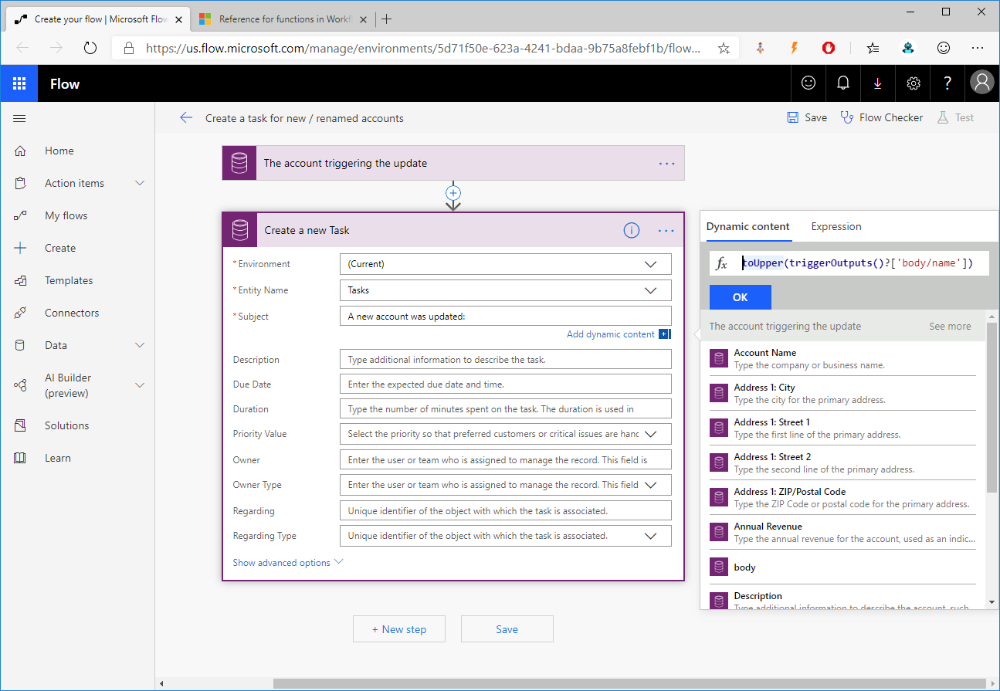 Create your flow | Microsoft Flow
Reference for functions in Workf
https://us.flow.microsoft.com/manage/environments/5d71f50e-623a-4241-bdaa-9b75a8febf1b/flow...
Flow
?
Create a task for new / renamed accounts
Save
Flow Checker
Test
Home
Action items
My flows
Create
Templates
Connectors
Data
AI Builder
(preview)
Solutions
Learn
The account triggering the update
Create a new Task
* Environment
(Current)
* Entity Name
Tasks
* Subject
A new account was updated:
Add dynamic content
Description
Type additional information to describe the task.
Due Date
Enter the expected due date and time.
Duration
Type the number of minutes spent on the task. The duration is used in
Priority Value
Select the priority so that preferred customers or critical issues are hanc
Owner
Enter the user or team who is assigned to manage the record. This field is
Owner Type
Enter the user or team who is assigned to manage the record. This field
Regarding
Unique identifier of the object with which the task is associated.
Regarding Type
Unique identifier of the object with which the task is associated.
Show advanced options
+ New step
Save
Dynamic content
Expression
fx
toUpper(triggerOutputs()?['body/name'])
OK
The account triggering the update
See more
Account Name
Type the company or business name.
Address 1: City
Type the city for the primary address.
Address 1: Street 1
Type the first line of the primary address.
Address 1: Street 2
Type the second line of the primary address.
Address 1: ZIP/Postal Code
Type the ZIP Code or postal code for the primary address.
Annual Revenue
Type the annual revenue for the account, used as an indic...
body
Description
Type additional information to describe the account, such